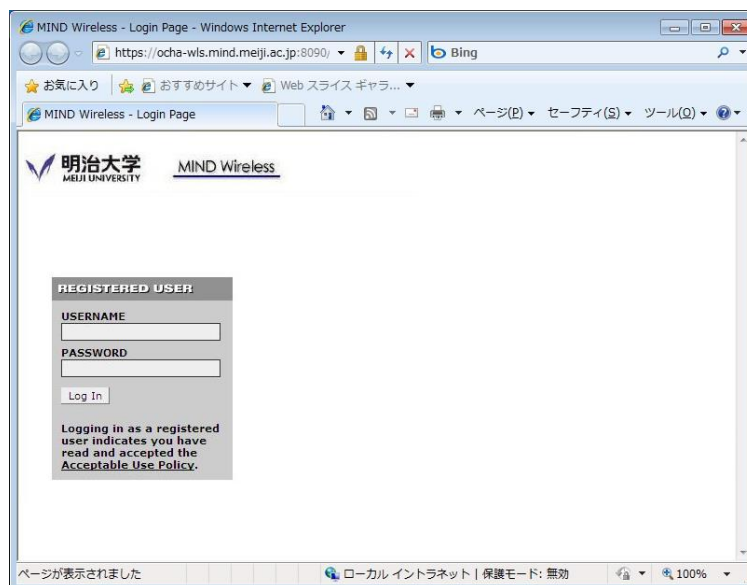 MIND Wireless - Login Page - Windows Internet Explorer
https://ocha-wls.mind.meiji.ac.jp:8090/
Bing
お気に入り おすすめサイト Web スライス ギャラ...
MIND Wireless - Login Page ページ(P) セーフティ(S) ツール(O)
明治大学
MEIJI UNIVERSITY
MIND Wireless
REGISTERED USER
USERNAME
PASSWORD
Log In
Logging in as a registered
user indicates you have
read and accepted the
Acceptable Use Policy.
ページが表示されました ローカル イントラネット | 保護モード: 無効 100%